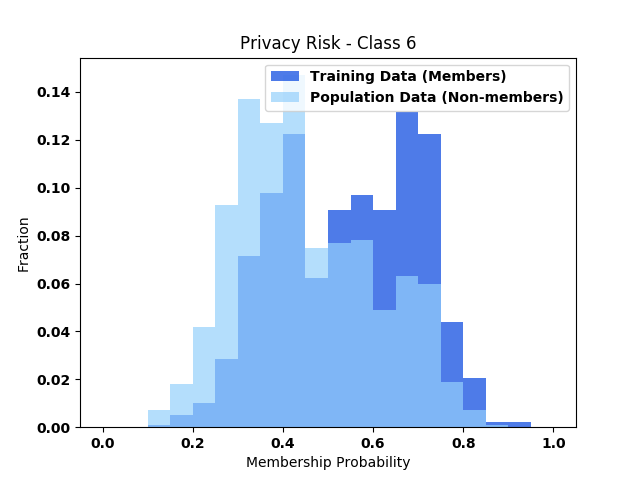 Privacy Risk - Class 6
Training Data (Members)
Population Data (Non-members)
0.14
0.12
0.10
0.08
0.06
0.04
0.02
0.00
Fraction
0.0 0.2 0.4 0.6 0.8 1.0
Membership Probability